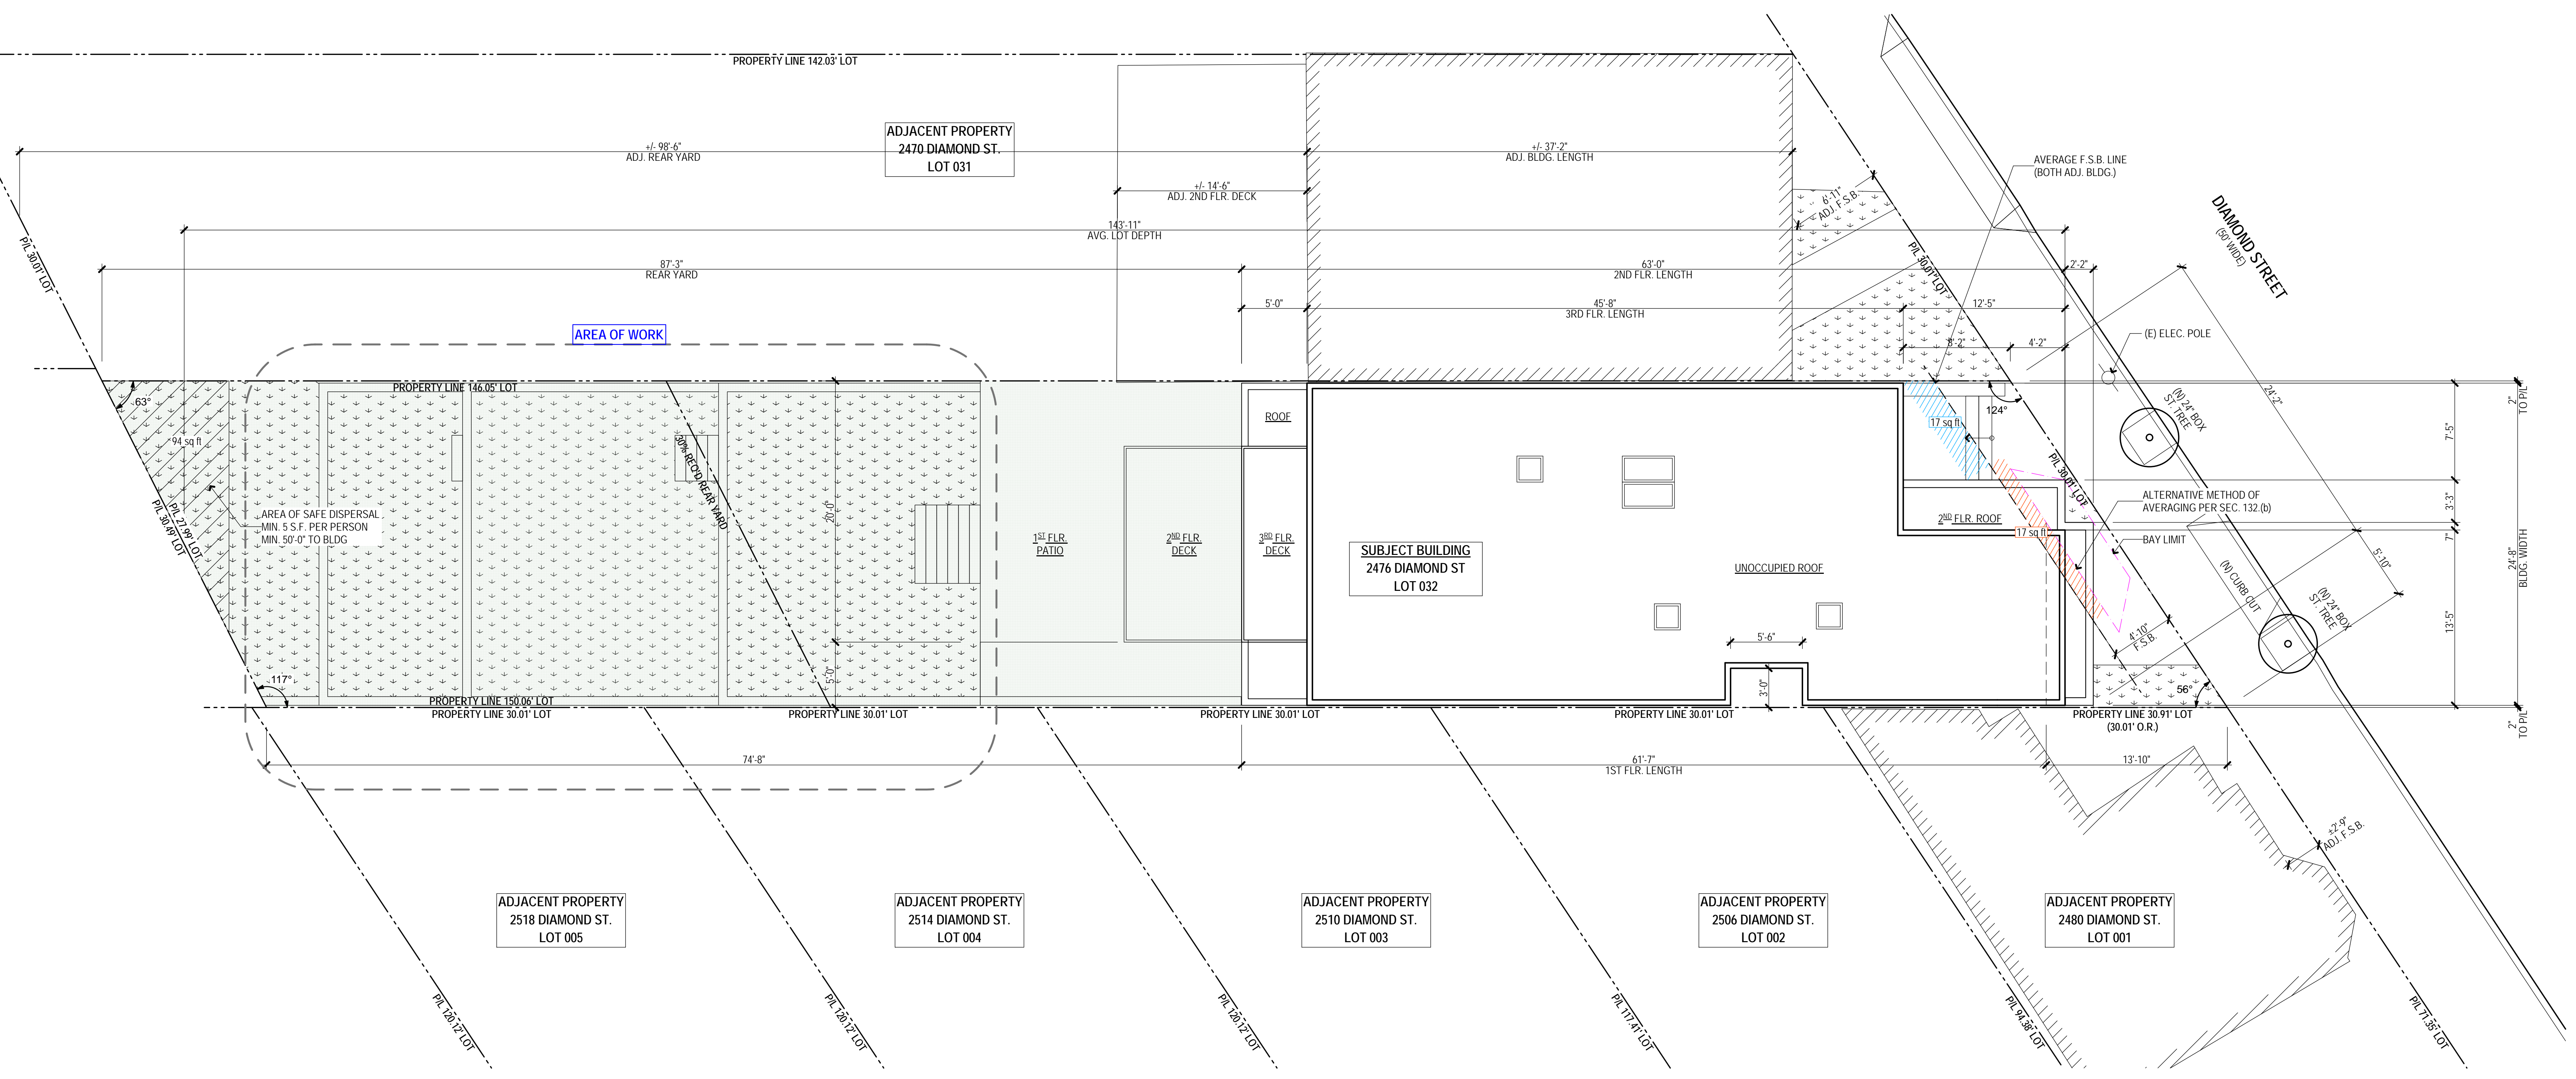 PROPERTY LINE 142.03' LOT
ADJACENT PROPERTY
2470 DIAMOND ST.
LOT 031
+/- 98'-6"
ADJ. REAR YARD
+/- 37'-2"
ADJ. BLDG. LENGTH
+/- 14'-6"
ADJ. 2ND FLR. DECK
6'-11"
ADJ. F.S.B.
AVERAGE F.S.B. LINE
(BOTH ADJ. BLDG.)
DIAMOND STREET
(50' WIDE)
143'-11"
AVG. LOT DEPTH
P/L 30.01' LOT
P/L 30.01' LOT
87'-3"
REAR YARD
63'-0"
2ND FLR. LENGTH
2'-2"
5'-0"
45'-8"
3RD FLR. LENGTH
12'-5"
8'-2"
4'-2"
AREA OF WORK
(E) ELEC. POLE
24'-2"
PROPERTY LINE 146.05' LOT
63°
94 sq ft
30% REQ'D REAR YARD
ROOF
17 sq ft
124°
(N) 24" BOX
ST. TREE
2"
TO P/L
7'-5"
P/L 30.01' LOT
P/L 27.99' LOT
P/L 30.49' LOT
AREA OF SAFE DISPERSAL
MIN. 5 S.F. PER PERSON
MIN. 50'-0" TO BLDG
20'-0"
1ST FLR.
PATIO
2ND FLR.
DECK
3RD FLR.
DECK
SUBJECT BUILDING
2476 DIAMOND ST
LOT 032
UNOCCUPIED ROOF
2ND FLR. ROOF
17 sq ft
ALTERNATIVE METHOD OF
AVERAGING PER SEC. 132.(b)
BAY LIMIT
3'-3"
7"
24'-8"
BLDG. WIDTH
5'-10"
(N) CURB CUT
(N) 24" BOX
ST. TREE
13'-5"
4'-10"
F.S.B.
5'-6"
3'-0"
5'-0"
117°
56°
PROPERTY LINE 150.06' LOT
PROPERTY LINE 30.01' LOT
PROPERTY LINE 30.01' LOT
PROPERTY LINE 30.01' LOT
PROPERTY LINE 30.01' LOT
PROPERTY LINE 30.91' LOT
(30.01' O.R.)
2"
TO P/L
74'-8"
61'-7"
1ST FLR. LENGTH
13'-10"
±2'-9"
ADJ. F.S.B.
ADJACENT PROPERTY
2518 DIAMOND ST.
LOT 005
ADJACENT PROPERTY
2514 DIAMOND ST.
LOT 004
ADJACENT PROPERTY
2510 DIAMOND ST.
LOT 003
ADJACENT PROPERTY
2506 DIAMOND ST.
LOT 002
ADJACENT PROPERTY
2480 DIAMOND ST.
LOT 001
P/L 120.12' LOT
P/L 120.12' LOT
P/L 120.12' LOT
P/L 117.41' LOT
P/L 94.38' LOT
P/L 71.35' LOT